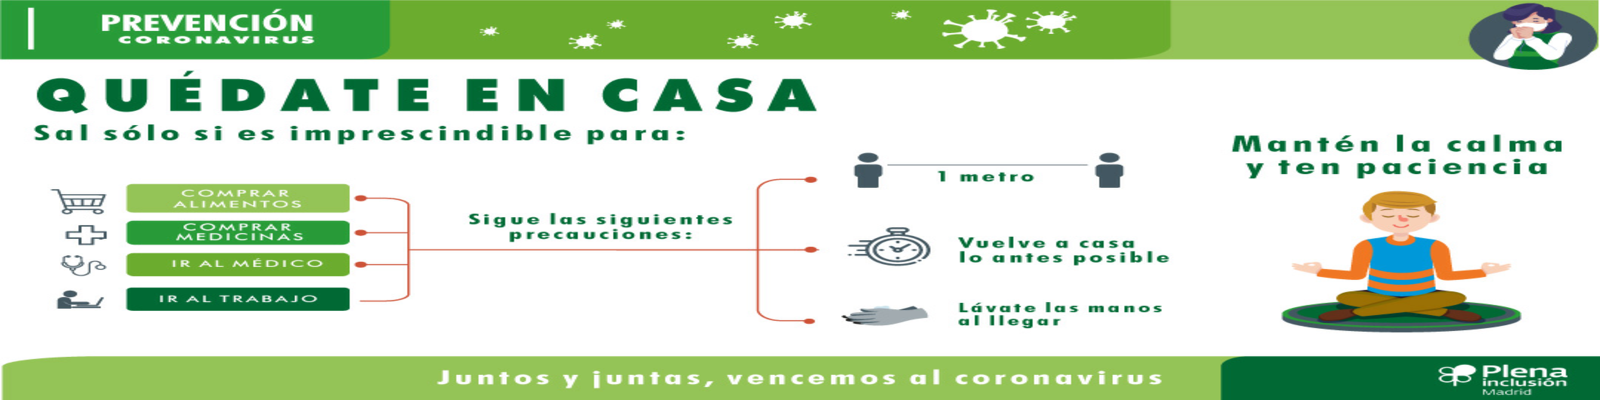 PREVENCIÓN
CORONAVIRUS
QUÉDATE EN CASA
Sal sólo si es imprescindible para:
COMPRAR
ALIMENTOS
COMPRAR
MEDICINAS
IR AL MÉDICO
IR AL TRABAJO
Sigue las siguientes
precauciones:
1 metro
Vuelve a casa
lo antes posible
Lávate las manos
al llegar
Mantén la calma
y ten paciencia
Juntos y juntas, vencemos al coronavirus
Plena
inclusión
Madrid